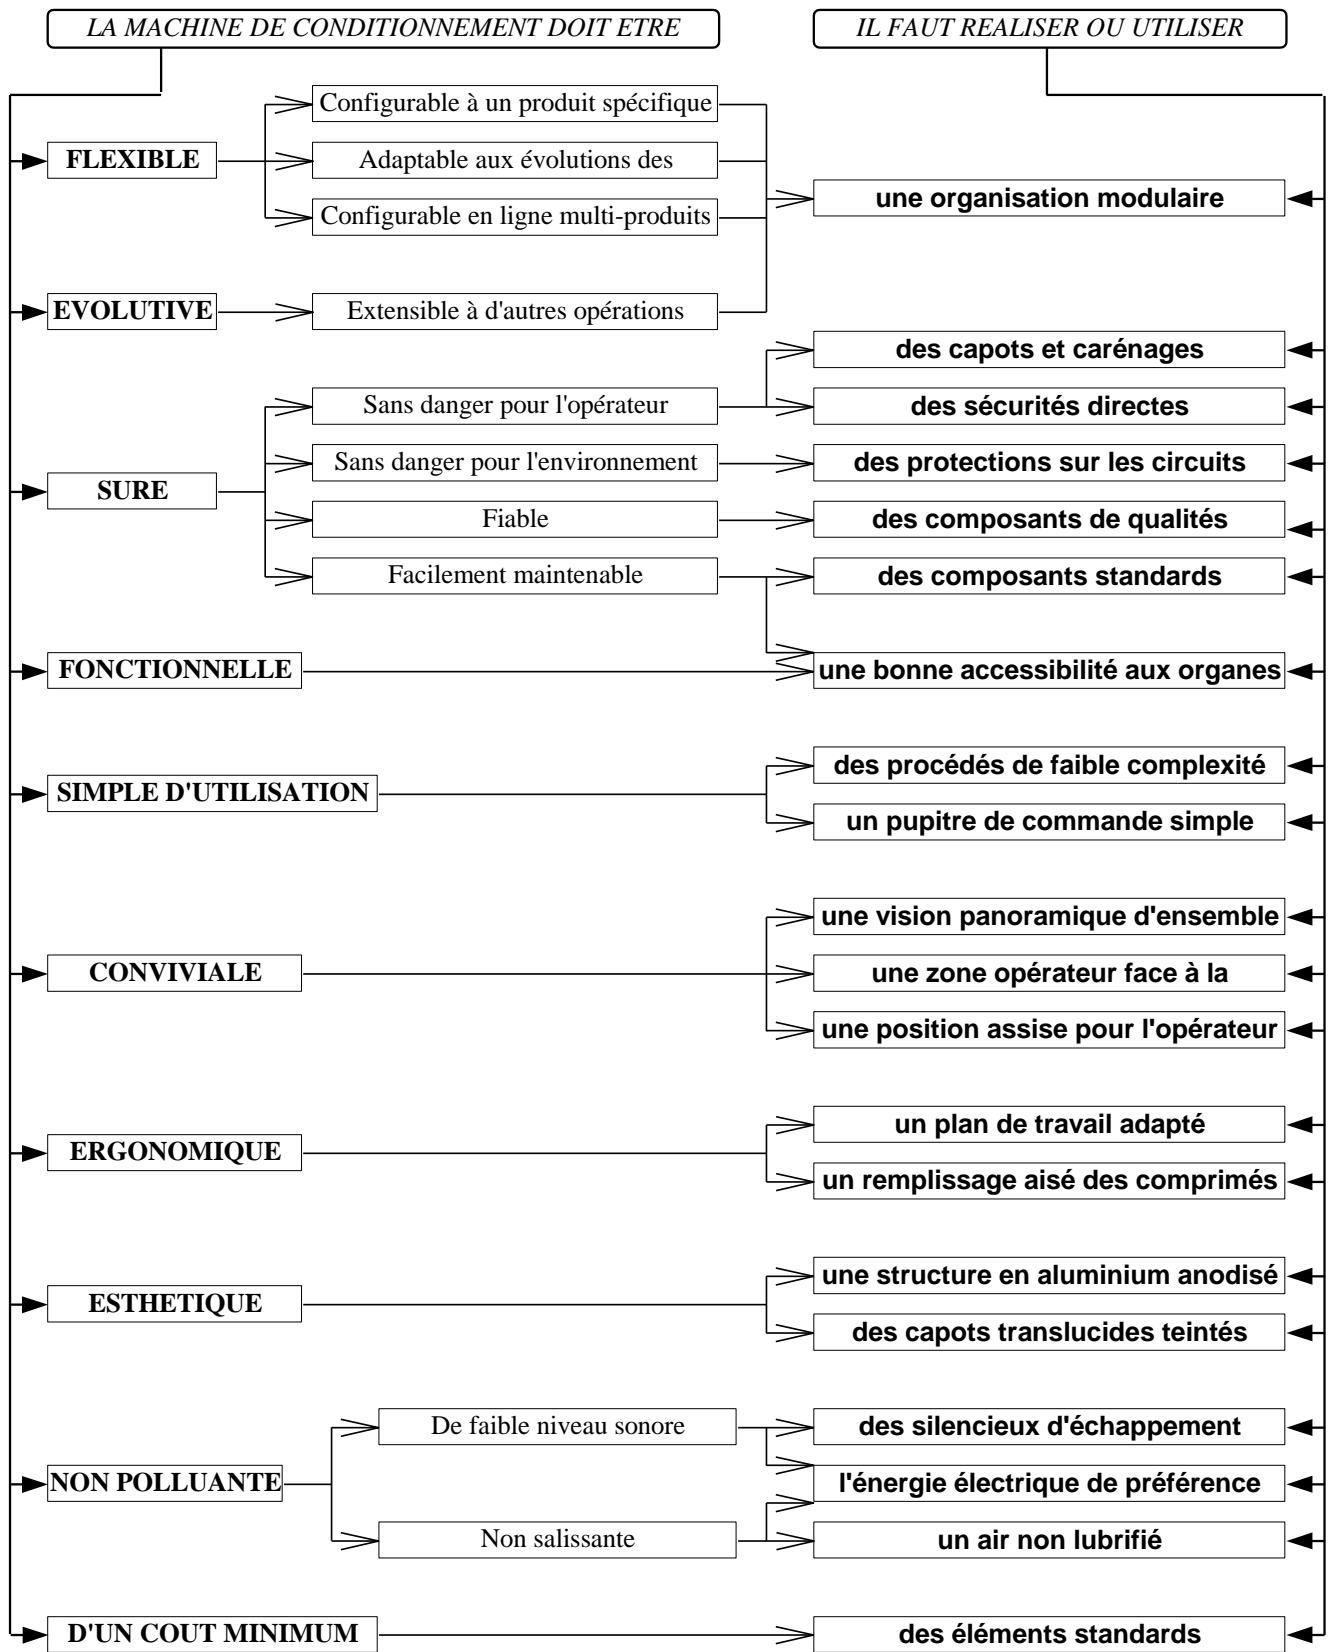 LA MACHINE DE CONDITIONNEMENT DOIT ETRE
IL FAUT REALISER OU UTILISER
Configurable à un produit spécifique
FLEXIBLE
Adaptable aux évolutions des
une organisation modulaire
Configurable en ligne multi-produits
EVOLUTIVE
Extensible à d'autres opérations
des capots et carénages
Sans danger pour l'opérateur
des sécurités directes
Sans danger pour l'environnement
des protections sur les circuits
SURE
Fiable
des composants de qualités
Facilement maintenable
des composants standards
FONCTIONNELLE
une bonne accessibilité aux organes
des procédés de faible complexité
SIMPLE D'UTILISATION
un pupitre de commande simple
une vision panoramique d'ensemble
CONVIVIALE
une zone opérateur face à la
une position assise pour l'opérateur
un plan de travail adapté
ERGONOMIQUE
un remplissage aisé des comprimés
une structure en aluminium anodisé
ESTHETIQUE
des capots translucides teintés
De faible niveau sonore
des silencieux d'échappement
NON POLLUANTE
l'énergie électrique de préférence
Non salissante
un air non lubrifié
D'UN COUT MINIMUM
des éléments standards